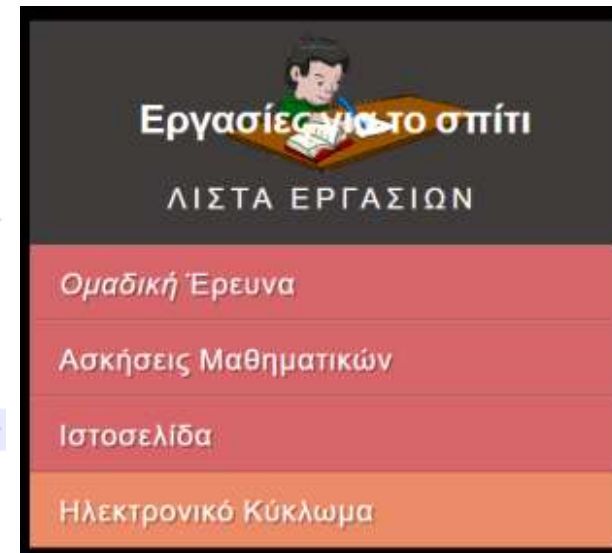 Εργασίες για το σπίτι
ΛΙΣΤΑ ΕΡΓΑΣΙΩΝ
Ομαδική Έρευνα
Ασκήσεις Μαθηματικών
Ιστοσελίδα
Ηλεκτρονικό Κύκλωμα